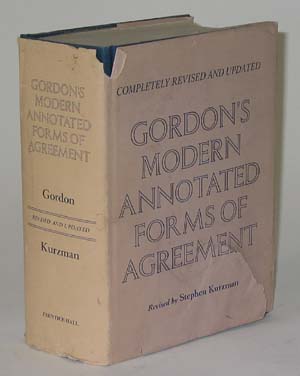 GORDON'S
MODERN
ANNOTATED
FORMS OF
AGREEMENT
Gordon
REVISED AND UPDATED
Kurzman
PRENTICE-HALL
COMPLETELY REVISED AND UPDATED
GORDON'S
MODERN
ANNOTATED
FORMS OF
AGREEMENT
Revised by Stephen Kurzman